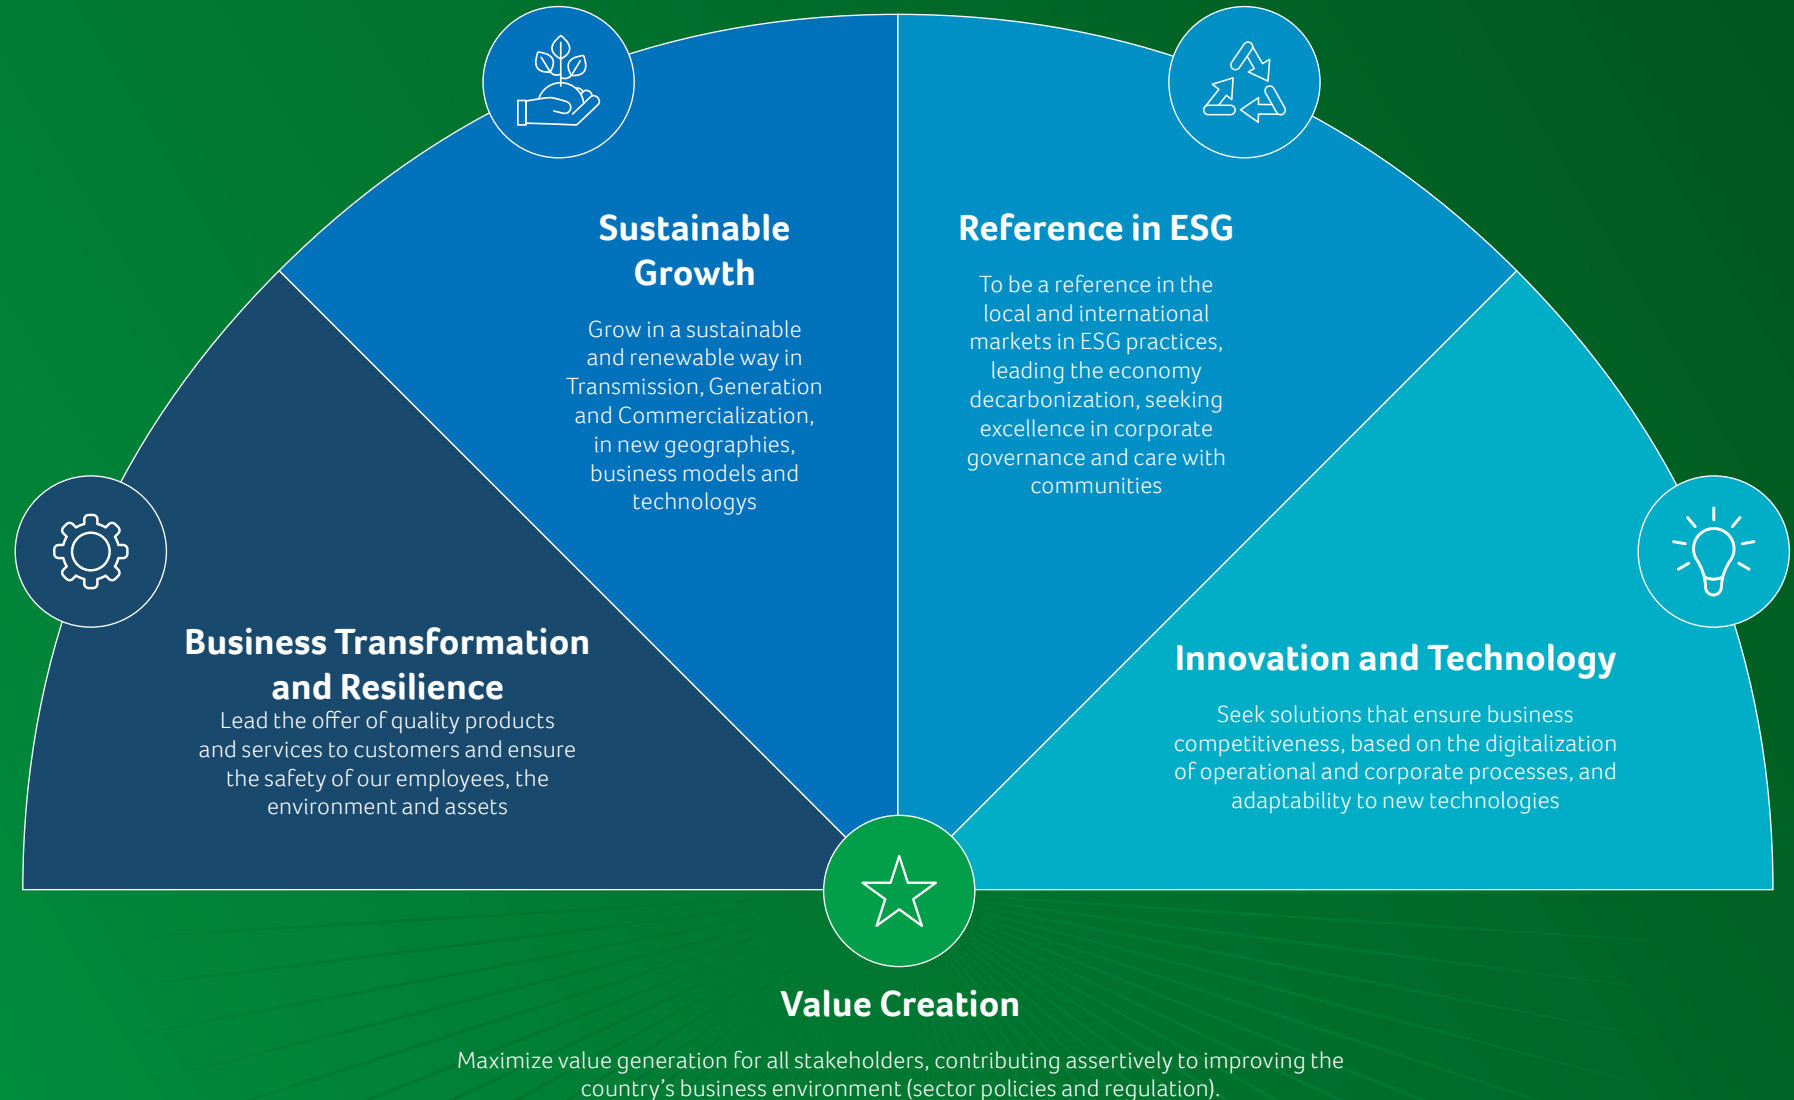 Sustainable
Growth
Grow in a sustainable
and renewable way in
Transmission, Generation
and Commercialization,
in new geographies,
business models and
technologys
Reference in ESG
To be a reference in the
local and international
markets in ESG practices,
leading the economy
decarbonization, seeking
excellence in corporate
governance and care with
communities
Business Transformation
and Resilience
Lead the offer of quality products
and services to customers and ensure
the safety of our employees, the
environment and assets
Innovation and Technology
Seek solutions that ensure business
competitiveness, based on the digitalization
of operational and corporate processes, and
adaptability to new technologies
Value Creation
Maximize value generation for all stakeholders, contributing assertively to improving the
country’s business environment (sector policies and regulation).